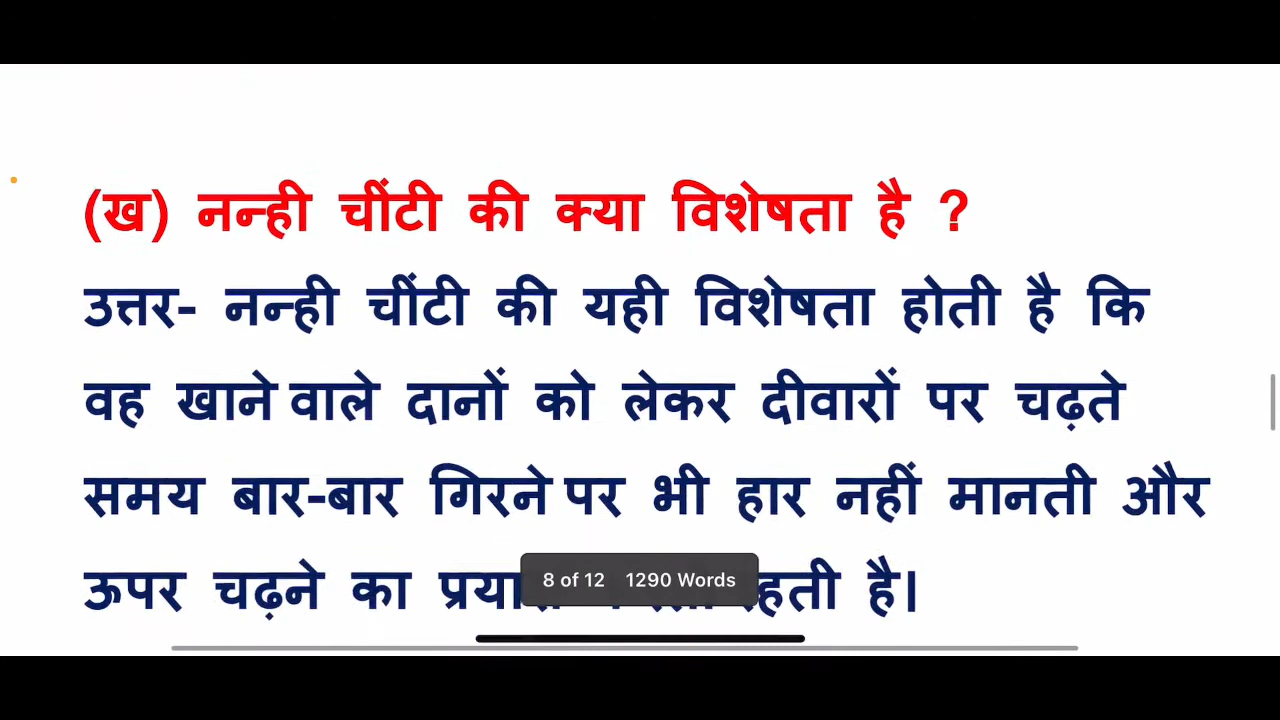 (ख) नन्ही चींटी की क्या विशेषता है ?
उत्तर- नन्ही चींटी की यही विशेषता होती है कि
वह खाने वाले दानों को लेकर दीवारों पर चढ़ते
समय बार-बार गिरने पर भी हार नहीं मानती और
ऊपर चढ़ने का है।
8 of 12 1290 Words